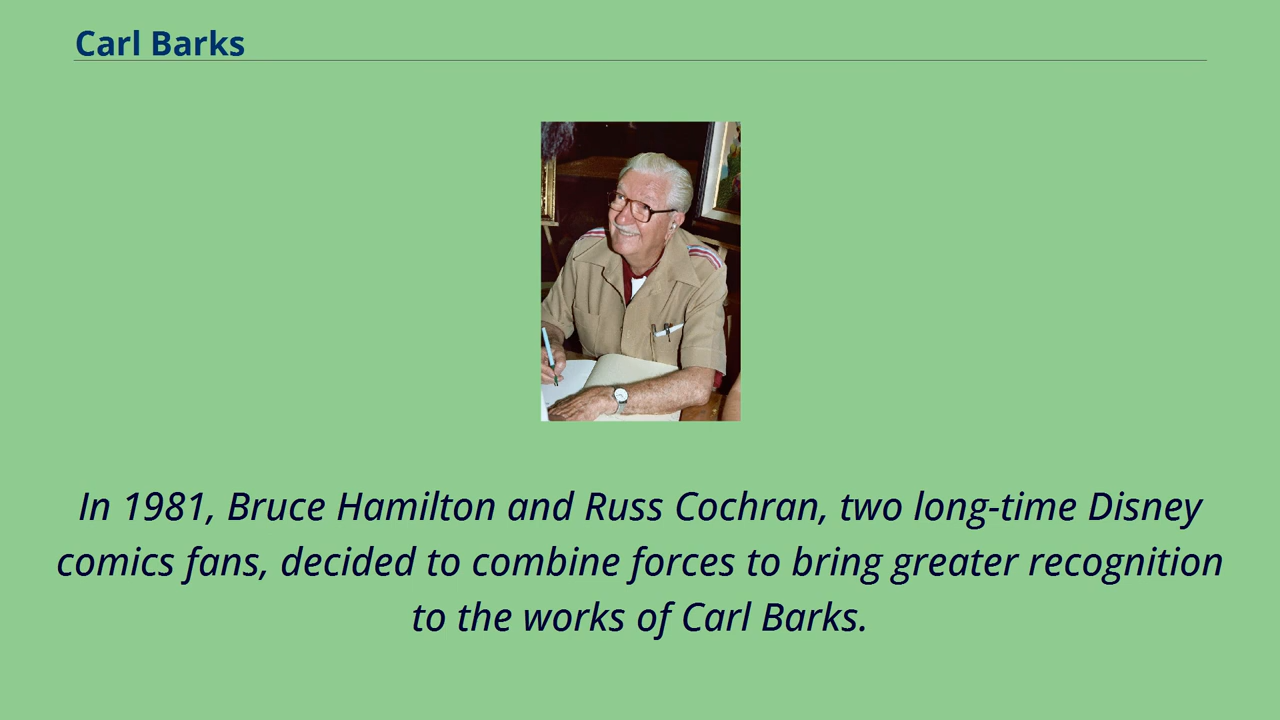 Carl Barks
In 1981, Bruce Hamilton and Russ Cochran, two long-time Disney
comics fans, decided to combine forces to bring greater recognition
to the works of Carl Barks.